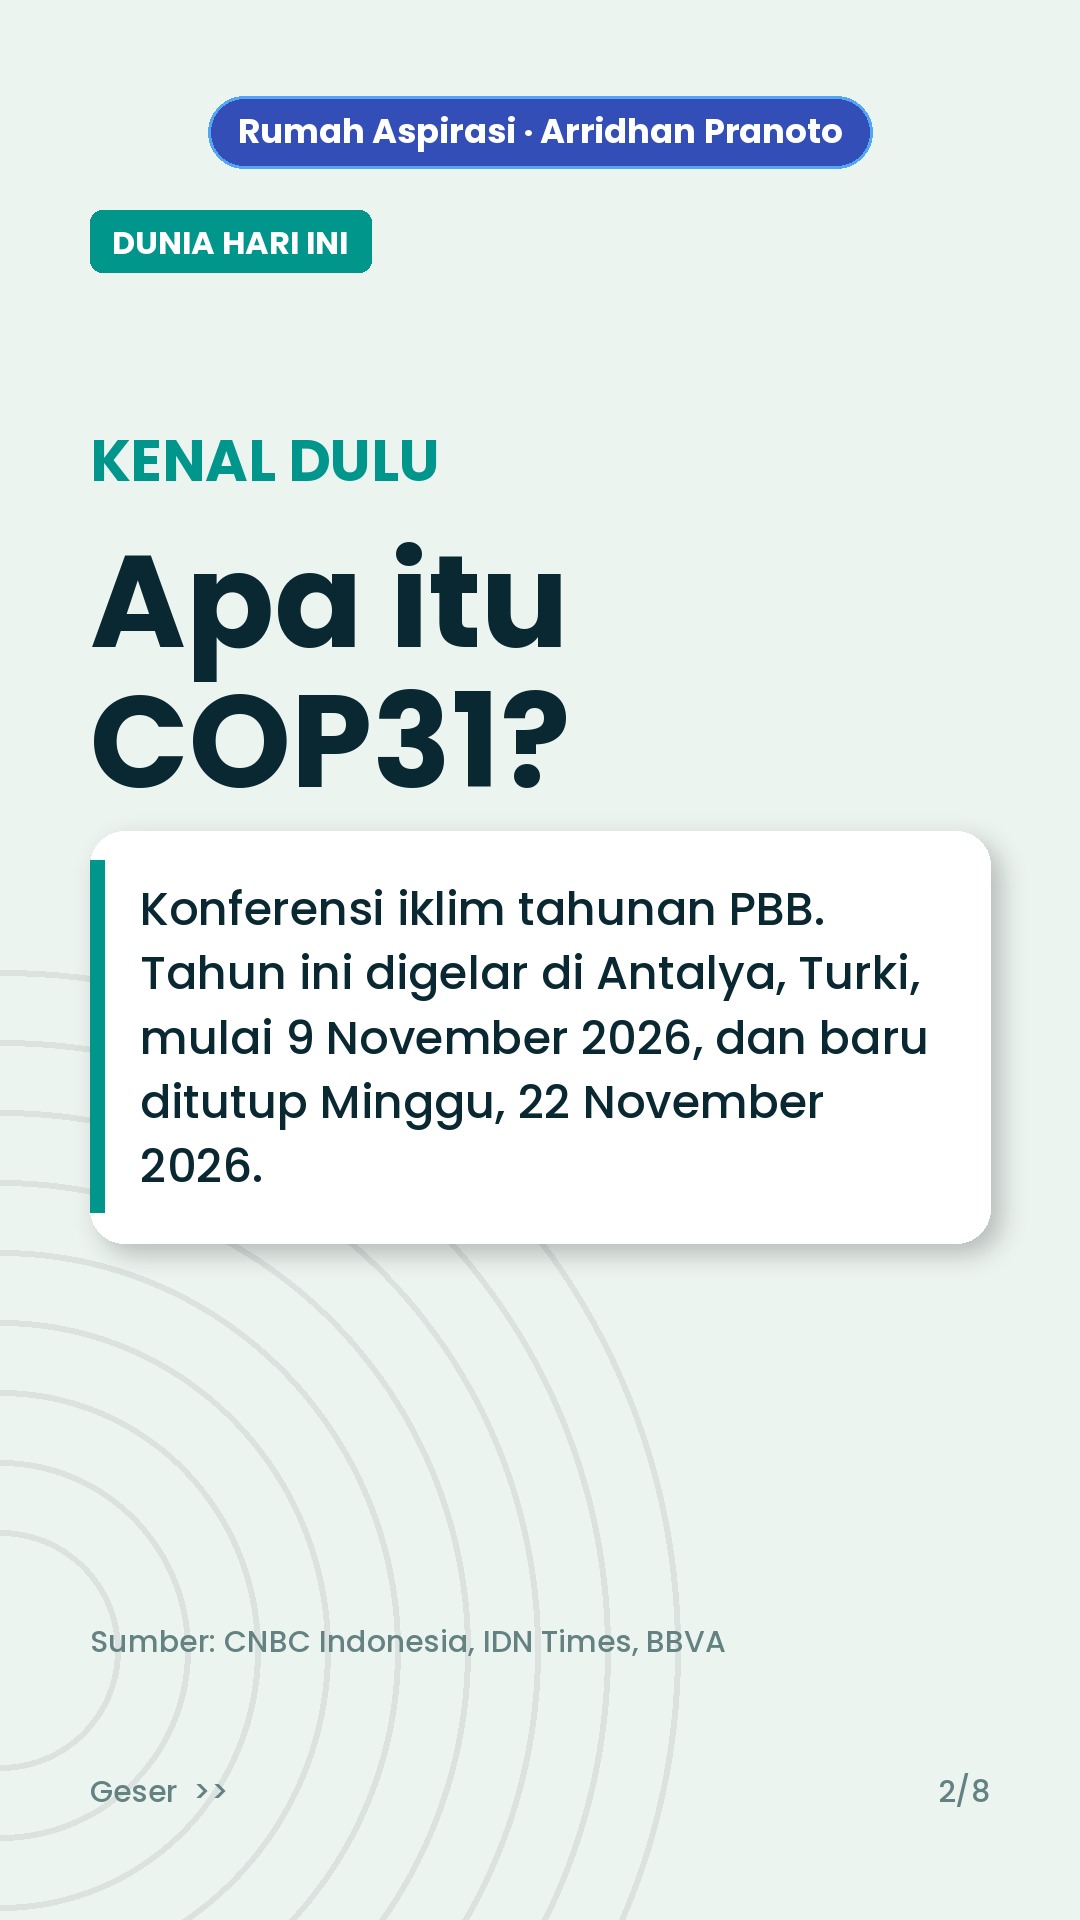 Rumah Aspirasi · Arridhan Pranoto
DUNIA HARI INI
KENAL DULU
Apa itu
COP31?
Konferensi iklim tahunan PBB.
Tahun ini digelar di Antalya, Turki,
mulai 9 November 2026, dan baru
ditutup Minggu, 22 November
2026.
Sumber: CNBC Indonesia, IDN Times, BBVA
Geser >>
2/8